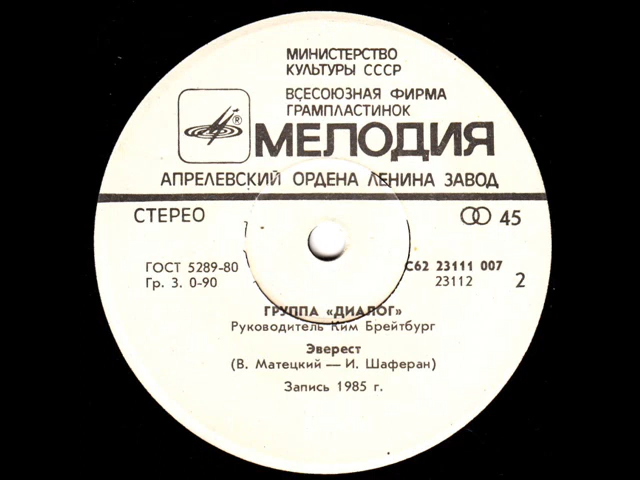 МИНИСТЕРСТВО
КУЛЬТУРЫ СССР
ВСЕСОЮЗНАЯ ФИРМА
ГРАМПЛАСТИНОК
®
МЕЛОДИЯ
АПРЕЛЕВСКИЙ ОРДЕНА ЛЕНИНА ЗАВОД
СТЕРЕО 45
ГОСТ 5289-80 С62 23111 007
Гр. 3. 0-90 23112 2
ГРУППА «ДИАЛОГ»
Руководитель Ким Брейтбург
Эверест
(В. Матецкий — И. Шаферан)
Запись 1985 г.